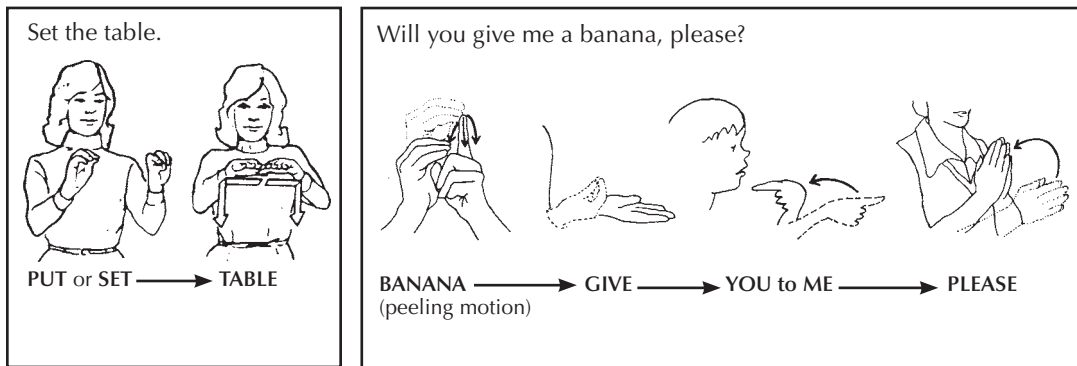 Set the table.
PUT or SET TABLE
Will you give me a banana, please?
BANANA GIVE YOU to ME PLEASE
(peeling motion)